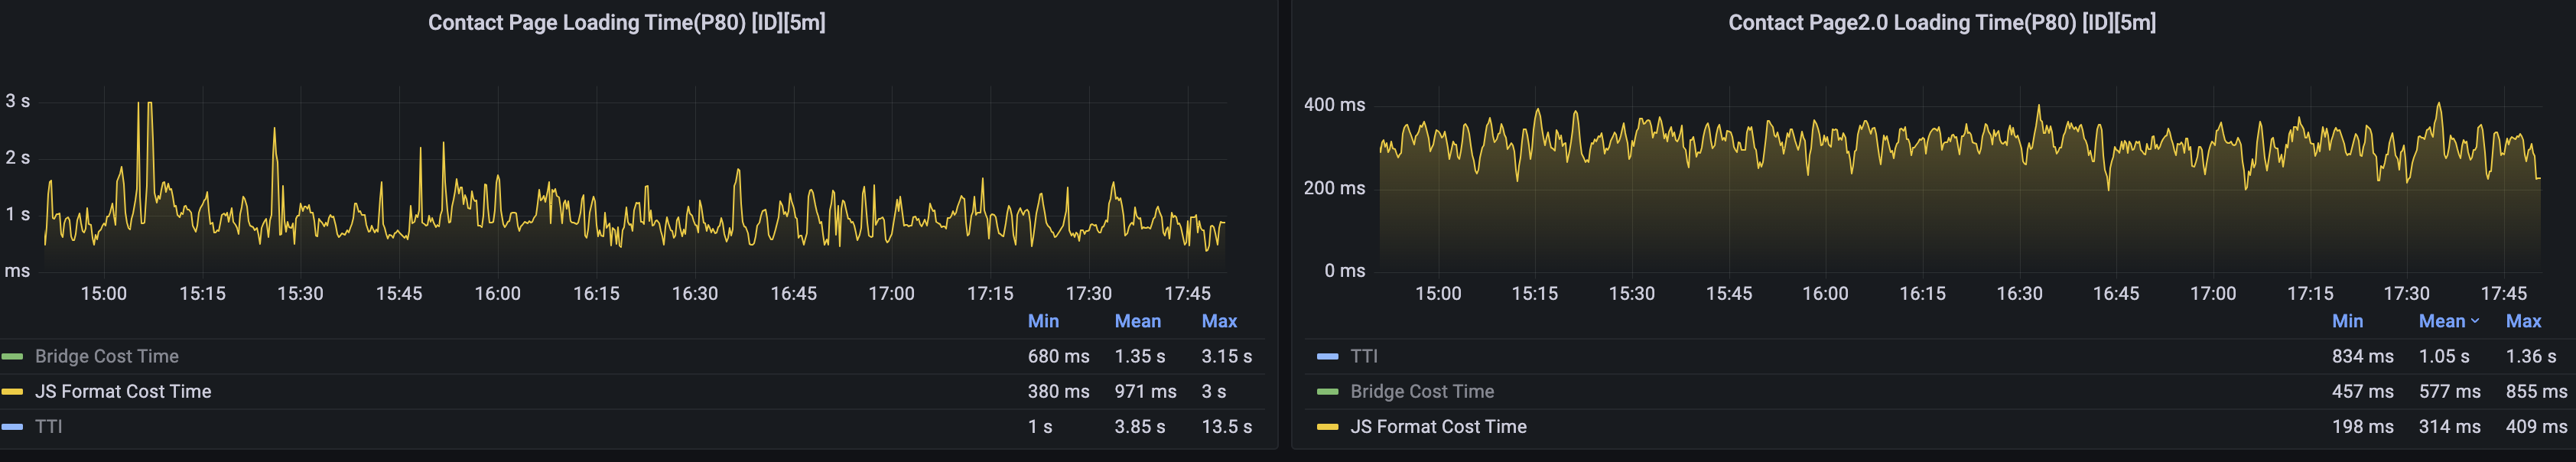 Contact Page Loading Time(P80) [ID][5m]
3 s
2 s
1 s
ms
15:00 15:15 15:30 15:45 16:00 16:15 16:30 16:45 17:00 17:15 17:30 17:45
Min Mean Max
Bridge Cost Time 680 ms 1.35 s 3.15 s
JS Format Cost Time 380 ms 971 ms 3 s
TTI 1 s 3.85 s 13.5 s
Contact Page2.0 Loading Time(P80) [ID][5m]
400 ms
200 ms
0 ms
15:00 15:15 15:30 15:45 16:00 16:15 16:30 16:45 17:00 17:15 17:30 17:45
Min Mean Max
TTI 834 ms 1.05 s 1.36 s
Bridge Cost Time 457 ms 577 ms 855 ms
JS Format Cost Time 198 ms 314 ms 409 ms